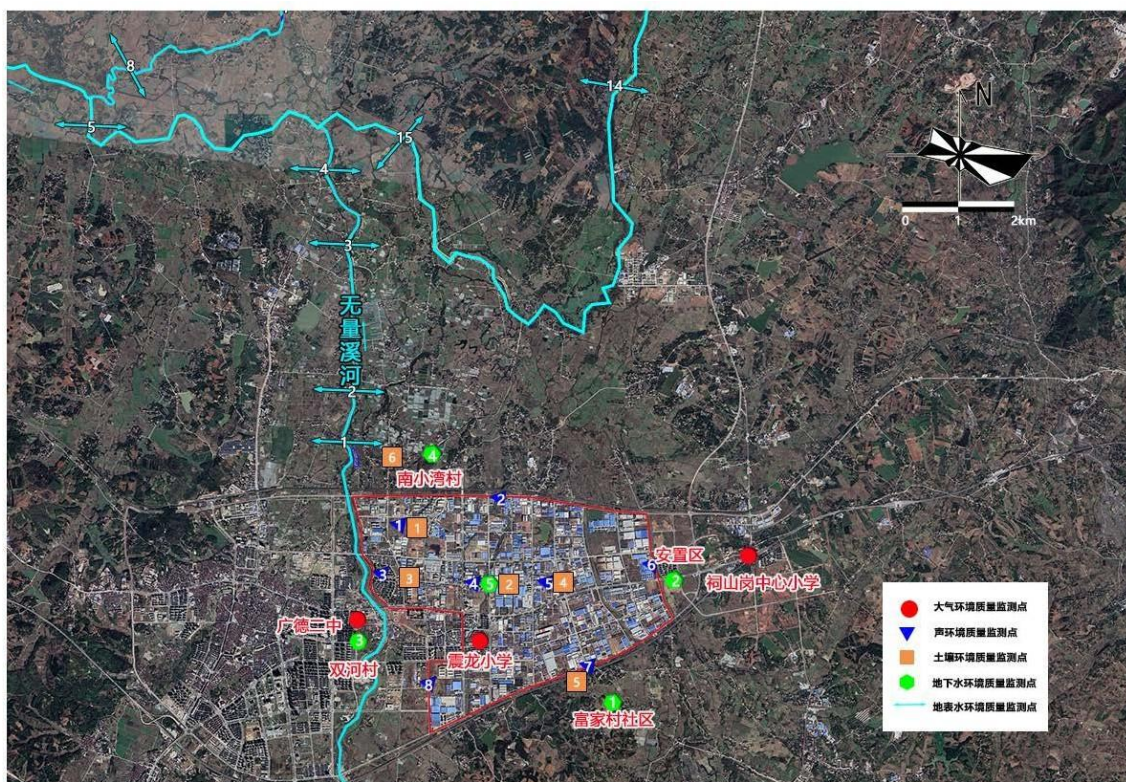 8
14
5
15
4
3
无量溪河
2
1
N
0 1 2km
6
4
南小湾村
2
1
1
安置区
6
2
祠山岗中心小学
3
3
4
5
2
5
4
广德二中
3
双河村
震龙小学
8
7
5
1
富家村社区
大气环境质量监测点
声环境质量监测点
土壤环境质量监测点
地下水环境质量监测点
地表水环境质量监测点